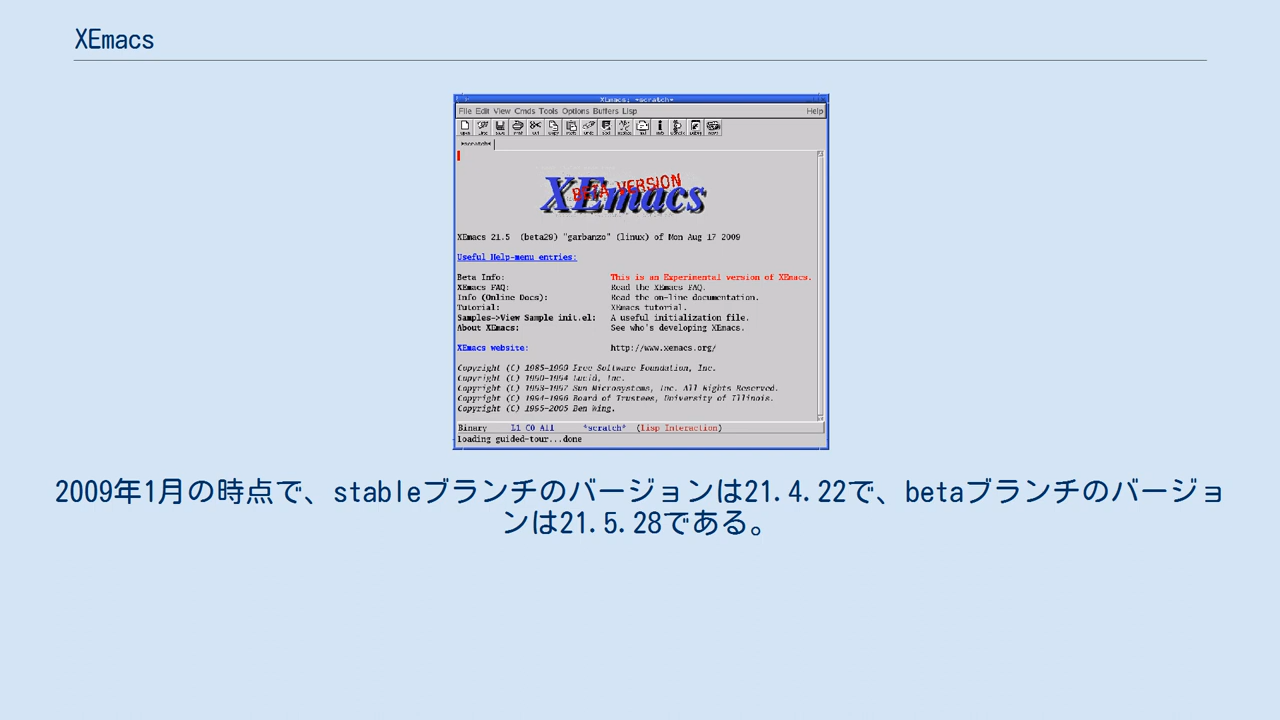 XEmacs
XEmacs: *scratch*
File Edit View Cmds Tools Options Buffers Lisp Help
*scratch*
XEmacs
BETA VERSION
XEmacs 21.5 (beta29) "garbanzo" (linux) of Mon Aug 17 2009
Useful Help-menu entries:
Beta Info: This is an Experimental version of XEmacs.
XEmacs FAQ: Read the XEmacs FAQ.
Info (Online Docs): Read the on-line documentation.
Tutorial: XEmacs tutorial.
Samples->View Sample init.el: A useful initialization file.
About XEmacs: See who's developing XEmacs.
XEmacs website: http://www.xemacs.org/
Copyright (C) 1985-1999 Free Software Foundation, Inc.
Copyright (C) 1990-1994 Lucid, Inc.
Copyright (C) 1993-1997 Sun Microsystems, Inc. All Rights Reserved.
Copyright (C) 1994-1996 Board of Trustees, University of Illinois.
Copyright (C) 1995-2005 Ben Wing.
Binary L1 C0 All *scratch* (Lisp Interaction)
loading guided-tour...done
2009年1月の時点で、stableブランチのバージョンは21.4.22で、betaブランチのバージョ
ンは21.5.28である。